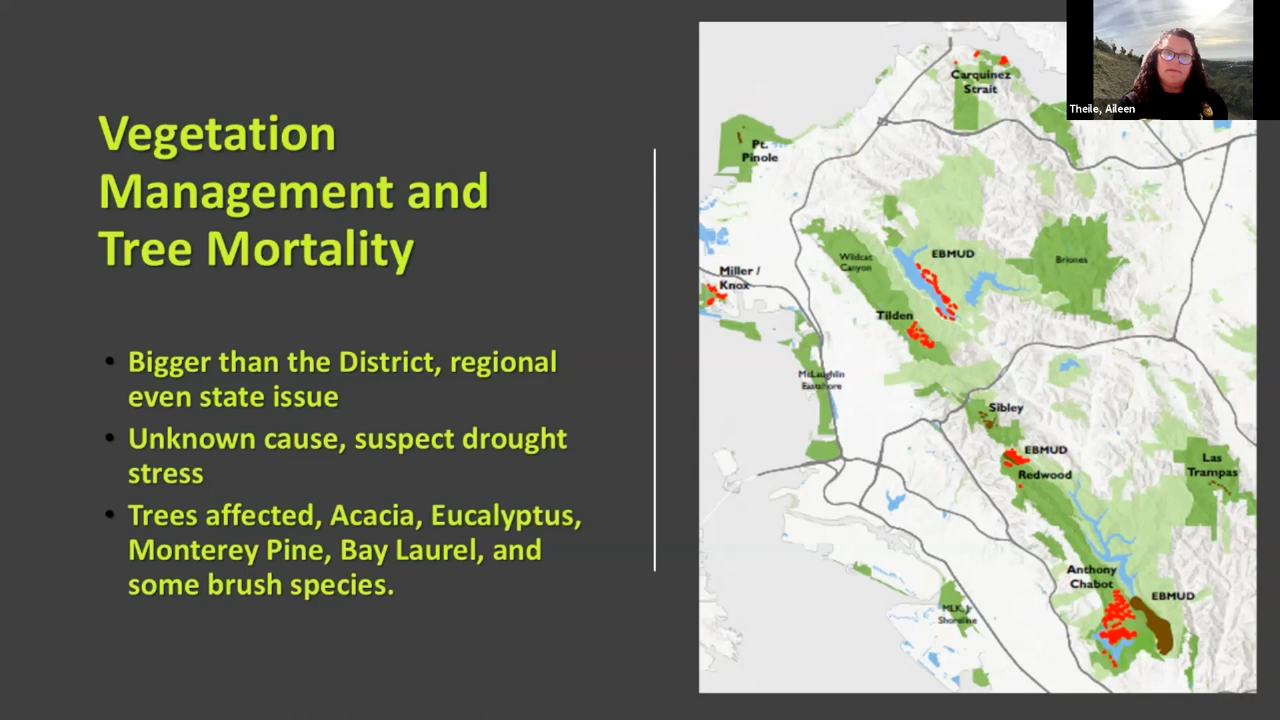 Vegetation
Management and
Tree Mortality
• Bigger than the District, regional
even state issue
• Unknown cause, suspect drought
stress
• Trees affected, Acacia, Eucalyptus,
Monterey Pine, Bay Laurel, and
some brush species.
Theile, Aileen
Carquinez
Strait
Pt.
Pinole
Wildcat
Canyon
EBMUD
Briones
Miller /
Knox
Tilden
McLaughlin
Eastshore
Sibley
EBMUD
Redwood
Las
Trampas
Anthony
Chabot
EBMUD
MLK Jr
Shoreline